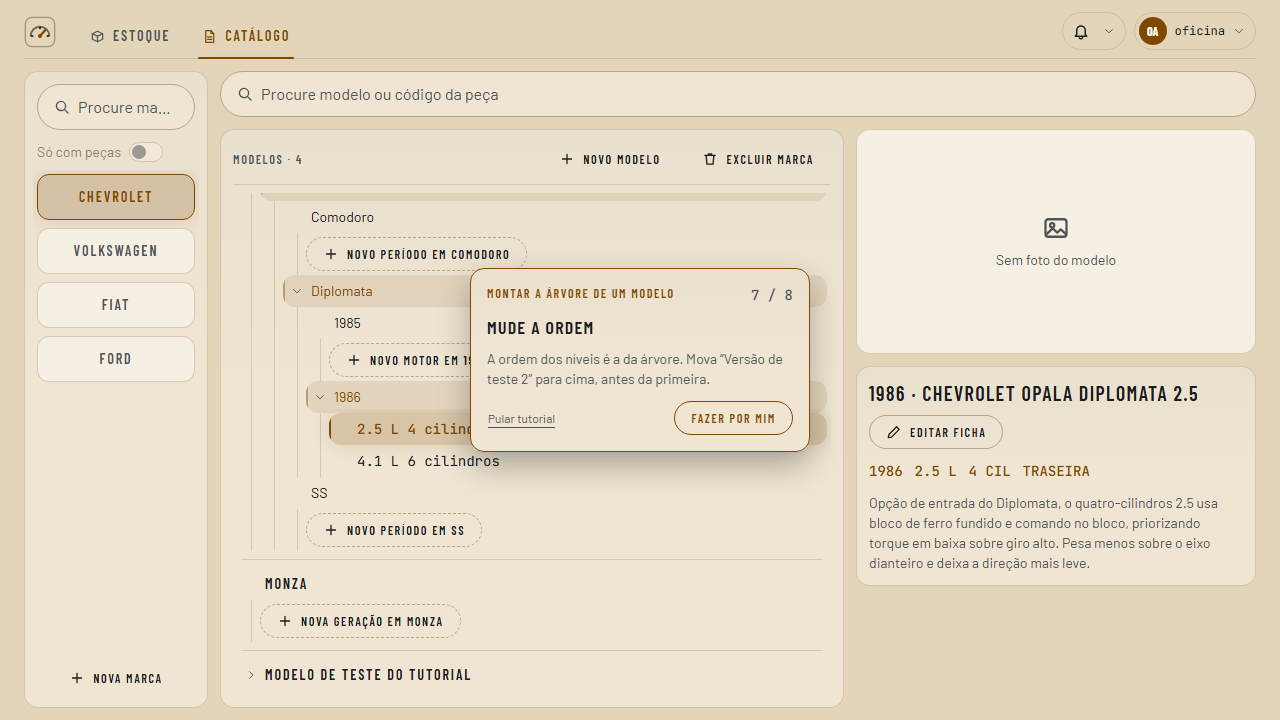 ESTOQUE
CATÁLOGO
QA
oficina
Procure ma...
Só com peças
CHEVROLET
VOLKSWAGEN
FIAT
FORD
NOVA MARCA
Procure modelo ou código da peça
MODELOS · 4
NOVO MODELO
EXCLUIR MARCA
Comodoro
NOVO PERÍODO EM COMODORO
Diplomata
1985
NOVO MOTOR EM
1986
2.5 L 4
4.1 L 6 cilindros
SS
NOVO PERÍODO EM SS
MONZA
NOVA GERAÇÃO EM MONZA
MODELO DE TESTE DO TUTORIAL
MONTAR A ÁRVORE DE UM MODELO
7 / 8
MUDE A ORDEM
A ordem dos níveis é a da árvore. Mova “Versão de
teste 2” para cima, antes da primeira.
Pular tutorial
FAZER POR MIM
Sem foto do modelo
1986 · CHEVROLET OPALA DIPLOMATA 2.5
EDITAR FICHA
1986 2.5 L 4 CIL TRASEIRA
Opção de entrada do Diplomata, o quatro-cilindros 2.5 usa
bloco de ferro fundido e comando no bloco, priorizando
torque em baixa sobre giro alto. Pesa menos sobre o eixo
dianteiro e deixa a direção mais leve.